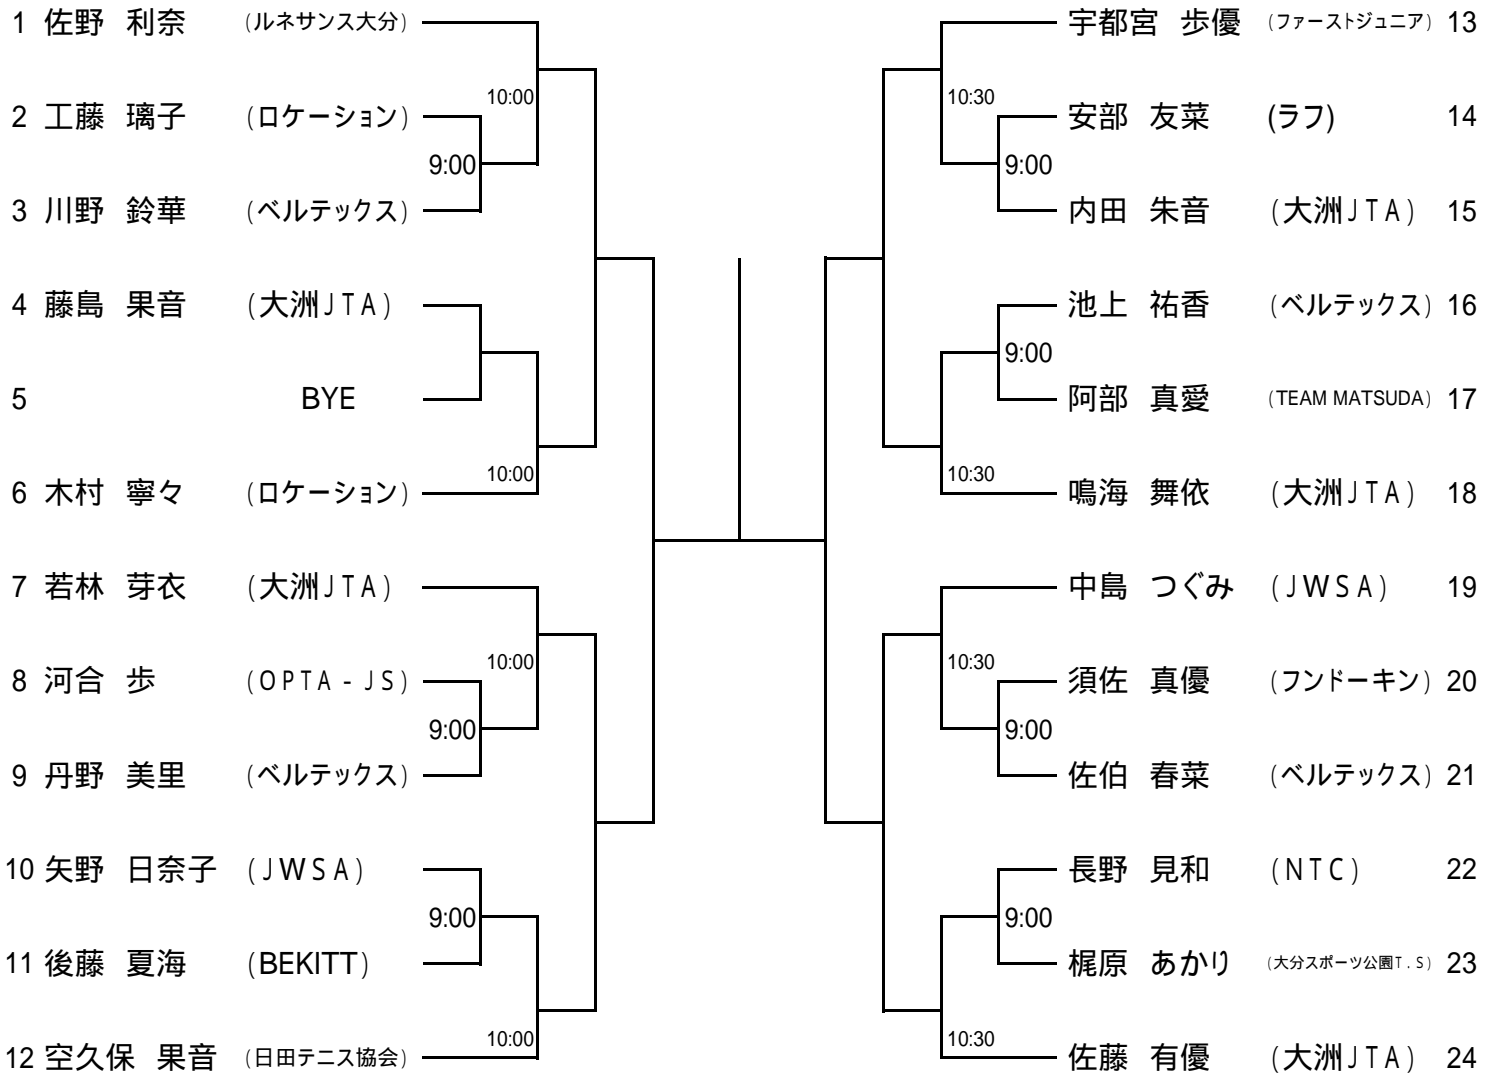 1 佐野 利奈 (ルネサンス大分)
10:00
2 工藤 璃子 (ロケーション)
9:00
3 川野 鈴華 (ベルテックス)
4 藤島 果音 (大洲JTA)
5 BYE
10:00
6 木村 寧々 (ロケーション)
7 若林 芽衣 (大洲JTA)
10:00
8 河合 歩 (OPTA-JS)
9:00
9 丹野 美里 (ベルテックス)
10 矢野 日奈子 (JWSA)
9:00
11 後藤 夏海 (BEKITT)
10:00
12 空久保 果音 (日田テニス協会)
宇都宮 歩優 (ファーストジュニア) 13
10:30
安部 友菜 (ラフ) 14
9:00
内田 朱音 (大洲JTA) 15
池上 祐香 (ベルテックス) 16
9:00
阿部 真愛 (TEAM MATSUDA) 17
10:30
鳴海 舞依 (大洲JTA) 18
中島 つぐみ (JWSA) 19
10:30
須佐 真優 (フンドーキン) 20
9:00
佐伯 春菜 (ベルテックス) 21
長野 見和 (NTC) 22
9:00
梶原 あかり (大分スポーツ公園T.S) 23
10:30
佐藤 有優 (大洲JTA) 24